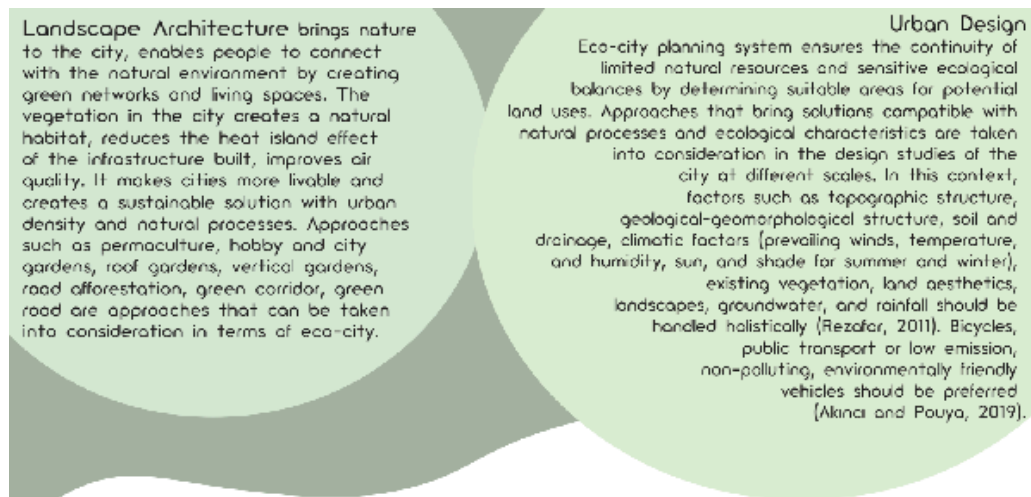 Landscape Architecture brings nature
to the city, enables people to connect
with the natural environment by creating
green networks and living spaces. The
vegetation in the city creates a natural
habitat, reduces the heat island effect
of the infrastructure built, improves air
quality. It makes cities more livable and
creates a sustainable solution with urban
density and natural processes. Approaches
such as permaculture, hobby and city
gardens, roof gardens, vertical gardens,
road afforestation, green corridor, green
road are approaches that can be taken
into consideration in terms of eco-city.
Urban Design
Eco-city planning system ensures the continuity of
limited natural resources and sensitive ecological
balances by determining suitable areas for potential
land uses. Approaches that bring solutions compatible with
natural processes and ecological characteristics are taken
into consideration in the design studies of the
city at different scales. In this context,
factors such as topographic structure,
geological-geomorphological structure, soil and
drainage, climatic factors (prevailing winds, temperature,
and humidity, sun, and shade for summer and winter),
existing vegetation, land aesthetics,
landscapes, groundwater, and rainfall should be
handled holistically (Rezafar, 2011). Bicycles,
public transport or low emission,
non-polluting, environmentally friendly
vehicles should be preferred
(Akıncı and Pouya, 2019).